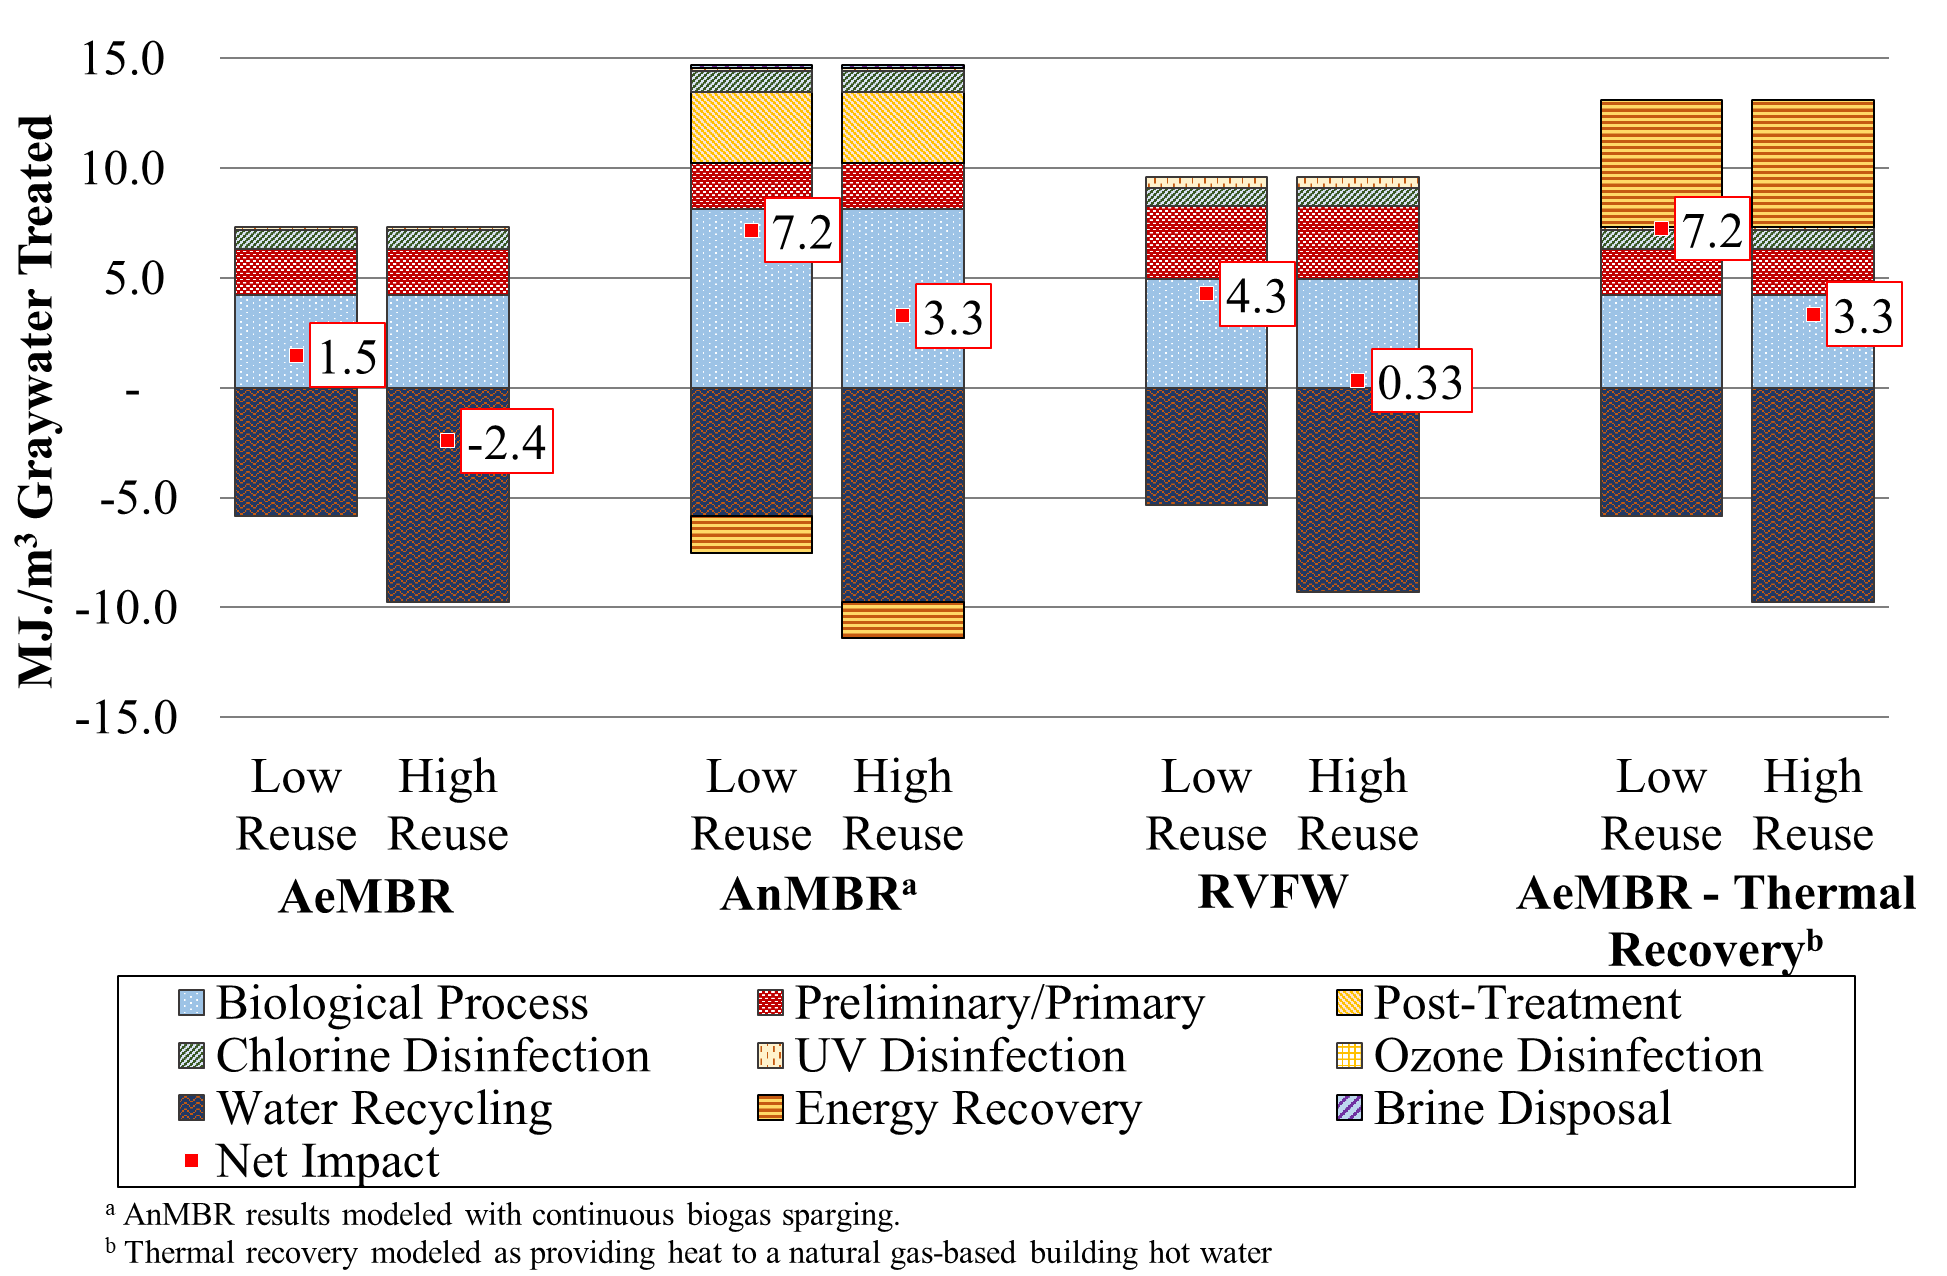 MJ./m³ Graywater Treated
15.0
10.0
5.0
-
-5.0
-10.0
-15.0
1.5
-2.4
7.2
3.3
4.3
0.33
7.2
3.3
Low Reuse
High Reuse
Low Reuse
High Reuse
Low Reuse
High Reuse
Low Reuse
High Reuse
AeMBR
AnMBRᵃ
RVFW
AeMBR - Thermal
Recoveryᵇ
Biological Process
Preliminary/Primary
Post-Treatment
Chlorine Disinfection
UV Disinfection
Ozone Disinfection
Water Recycling
Energy Recovery
Brine Disposal
Net Impact
ᵃ AnMBR results modeled with continuous biogas sparging.
ᵇ Thermal recovery modeled as providing heat to a natural gas-based building hot water